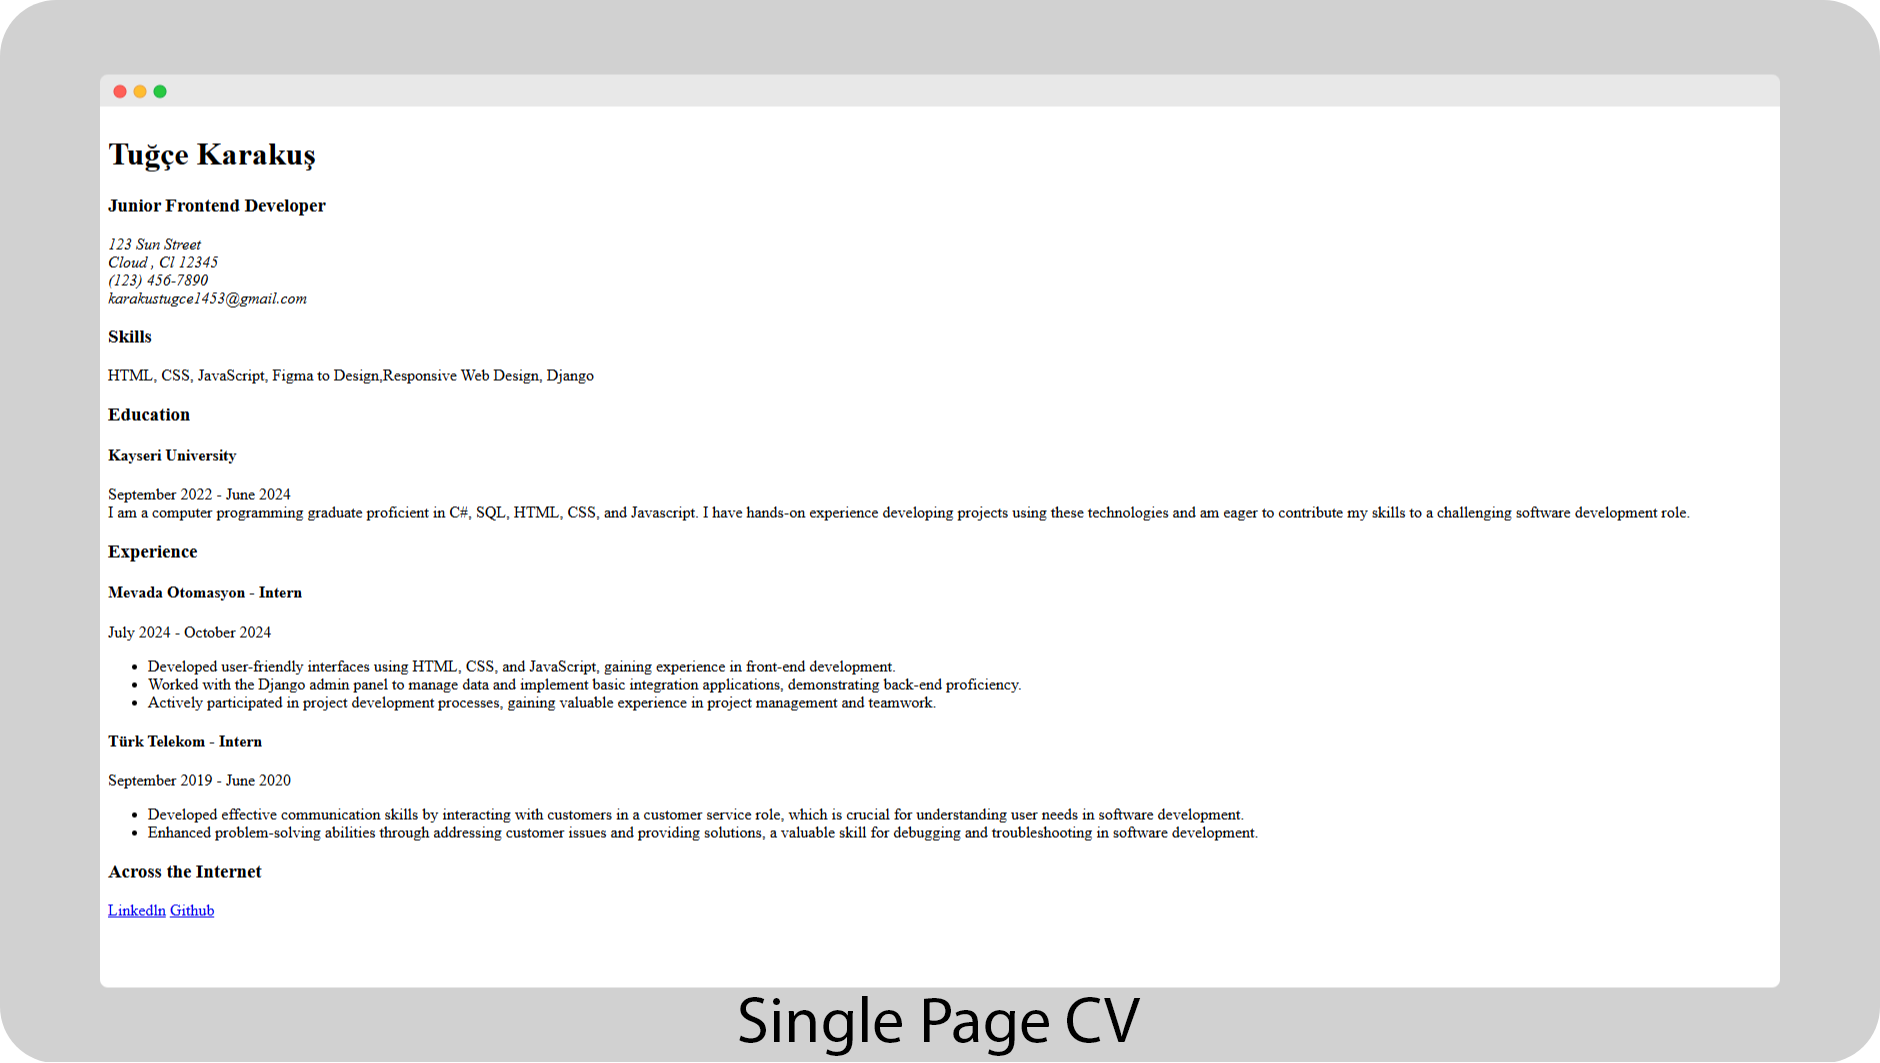 Tuğçe Karakuş
Junior Frontend Developer
123 Sun Street
Cloud , Cl 12345
(123) 456-7890
karakustugce1453@gmail.com
Skills
HTML, CSS, JavaScript, Figma to Design,Responsive Web Design, Django
Education
Kayseri University
September 2022 - June 2024
I am a computer programming graduate proficient in C#, SQL, HTML, CSS, and Javascript. I have hands-on experience developing projects using these technologies and am eager to contribute my skills to a challenging software development role.
Experience
Mevada Otomasyon - Intern
July 2024 - October 2024
• Developed user-friendly interfaces using HTML, CSS, and JavaScript, gaining experience in front-end development.
• Worked with the Django admin panel to manage data and implement basic integration applications, demonstrating back-end proficiency.
• Actively participated in project development processes, gaining valuable experience in project management and teamwork.
Türk Telekom - Intern
September 2019 - June 2020
• Developed effective communication skills by interacting with customers in a customer service role, which is crucial for understanding user needs in software development.
• Enhanced problem-solving abilities through addressing customer issues and providing solutions, a valuable skill for debugging and troubleshooting in software development.
Across the Internet
Linkedln Github
Single Page CV